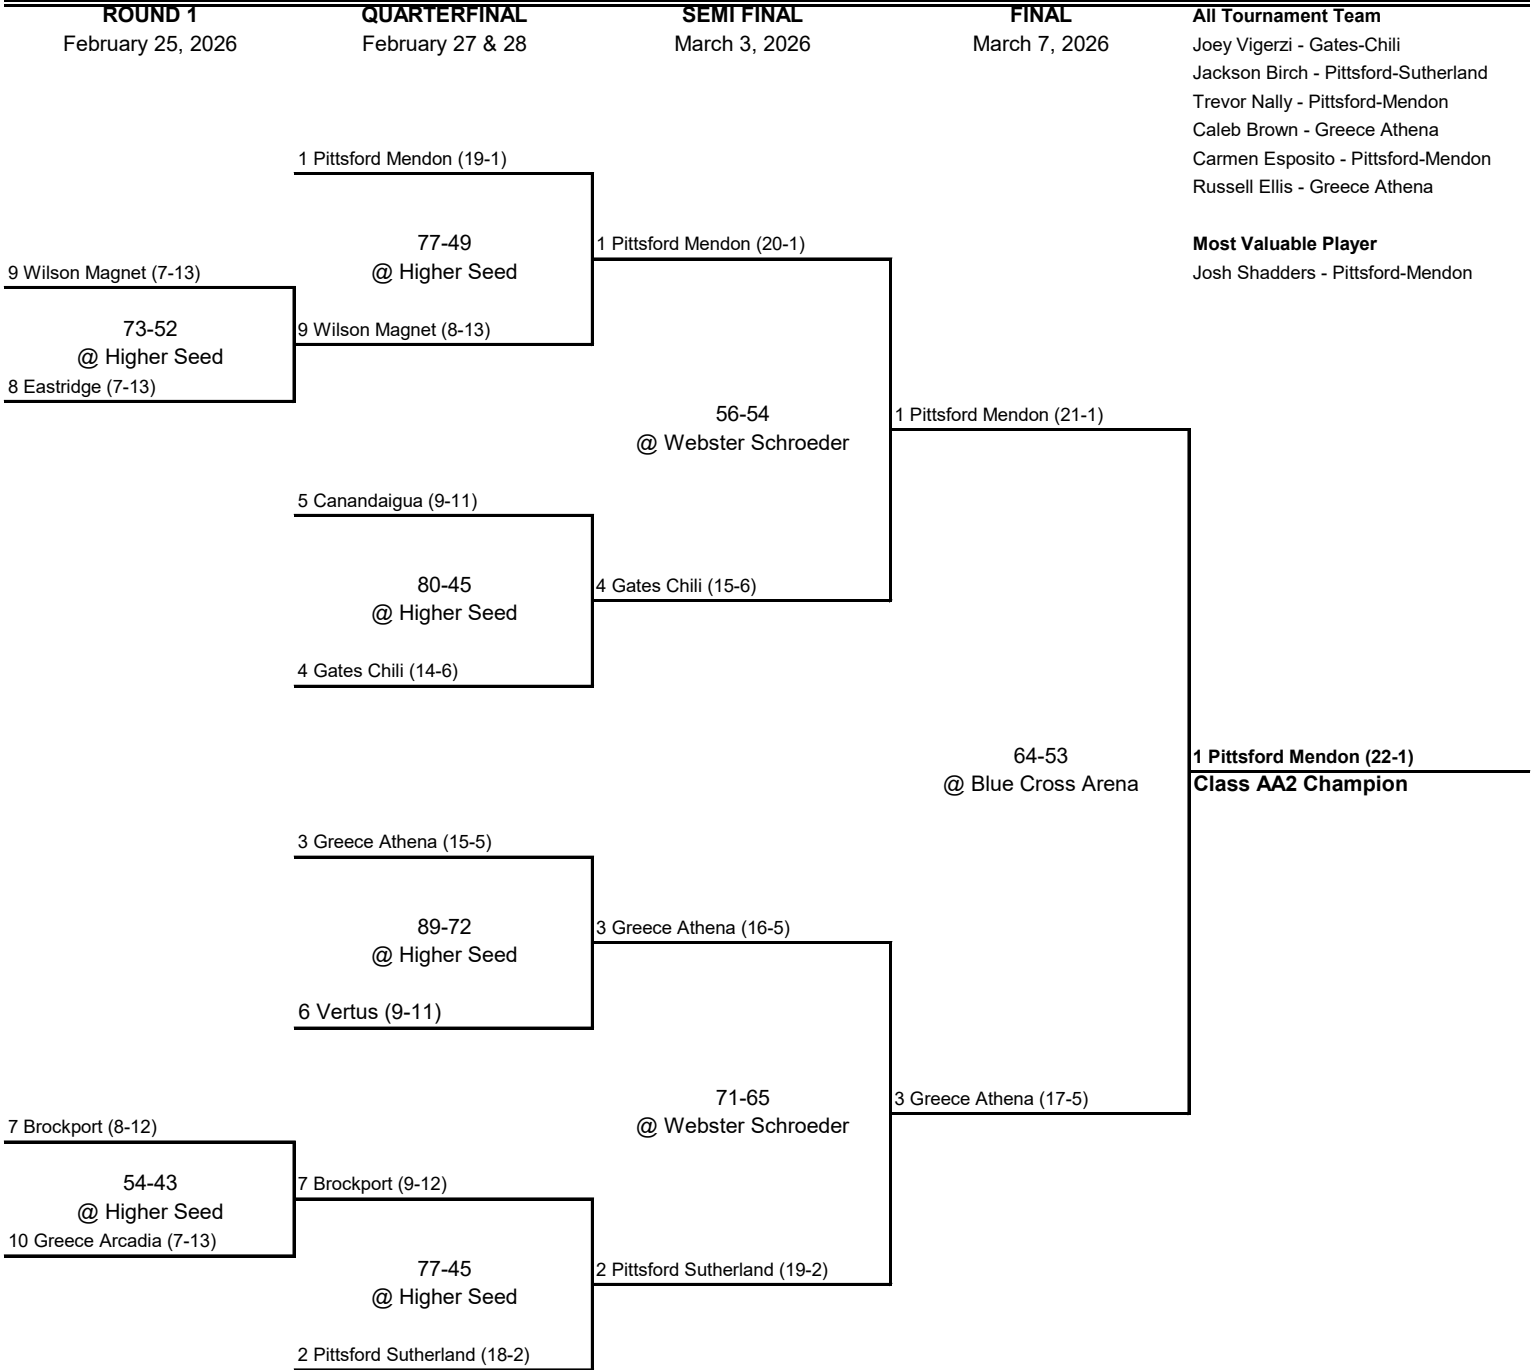 ROUND 1
February 25, 2026
QUARTERFINAL
February 27 & 28
SEMI FINAL
March 3, 2026
FINAL
March 7, 2026
All Tournament Team
Joey Vigerzi - Gates-Chili
Jackson Birch - Pittsford-Sutherland
Trevor Nally - Pittsford-Mendon
Caleb Brown - Greece Athena
Carmen Esposito - Pittsford-Mendon
Russell Ellis - Greece Athena
Most Valuable Player
Josh Shadders - Pittsford-Mendon
9 Wilson Magnet (7-13)
73-52
@ Higher Seed
8 Eastridge (7-13)
7 Brockport (8-12)
54-43
@ Higher Seed
10 Greece Arcadia (7-13)
1 Pittsford Mendon (19-1)
77-49
@ Higher Seed
9 Wilson Magnet (8-13)
5 Canandaigua (9-11)
80-45
@ Higher Seed
4 Gates Chili (14-6)
3 Greece Athena (15-5)
89-72
@ Higher Seed
6 Vertus (9-11)
7 Brockport (9-12)
77-45
@ Higher Seed
2 Pittsford Sutherland (18-2)
1 Pittsford Mendon (20-1)
56-54
@ Webster Schroeder
4 Gates Chili (15-6)
3 Greece Athena (16-5)
71-65
@ Webster Schroeder
2 Pittsford Sutherland (19-2)
1 Pittsford Mendon (21-1)
64-53
@ Blue Cross Arena
3 Greece Athena (17-5)
1 Pittsford Mendon (22-1)
Class AA2 Champion